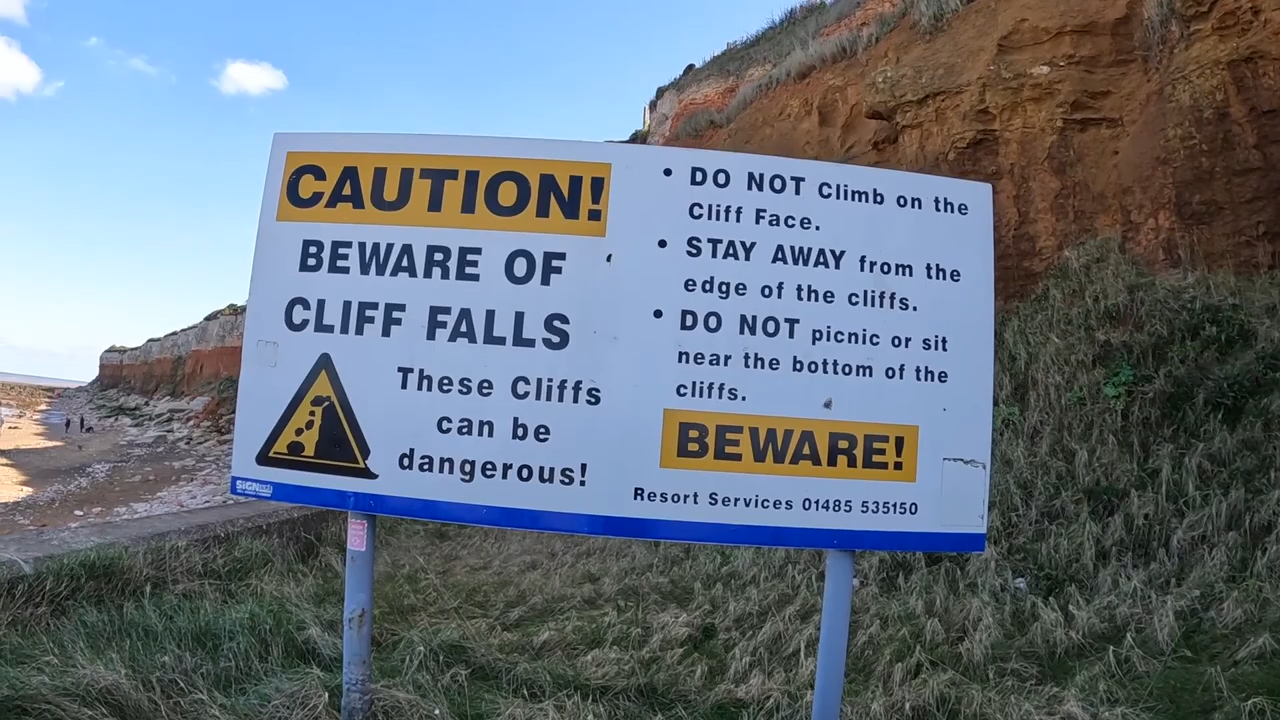 CAUTION!
BEWARE OF
CLIFF FALLS
These Cliffs
can be
dangerous!
• DO NOT Climb on the
Cliff Face.
• STAY AWAY from the
edge of the cliffs.
• DO NOT picnic or sit
near the bottom of the
cliffs.
BEWARE!
Resort Services 01485 535150